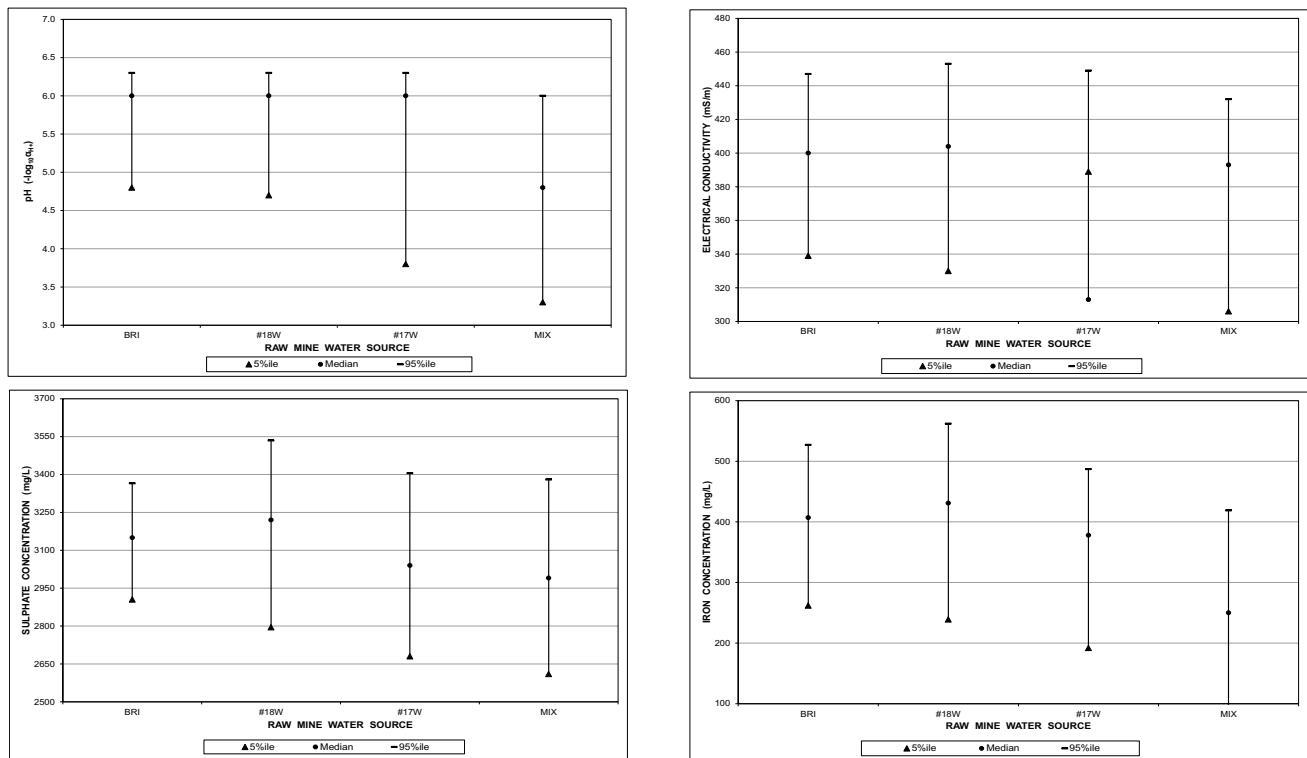 7.0
6.5
6.0
5.5
5.0
4.5
4.0
3.5
3.0
pH (-log₁₀αH+)
BRI #18W #17W MIX
RAW MINE WATER SOURCE
5%ile Median 95%ile
480
460
440
420
400
380
360
340
320
300
ELECTRICAL CONDUCTIVITY (mS/m)
BRI #18W #17W MIX
RAW MINE WATER SOURCE
5%ile Median 95%ile
3700
3550
3400
3250
3100
2950
2800
2650
2500
SULPHATE CONCENTRATION (mg/L)
BRI #18W #17W MIX
RAW MINE WATER SOURCE
5%ile Median 95%ile
600
500
400
300
200
100
IRON CONCENTRATION (mg/L)
BRI #18W #17W MIX
RAW MINE WATER SOURCE
5%ile Median 95%ile